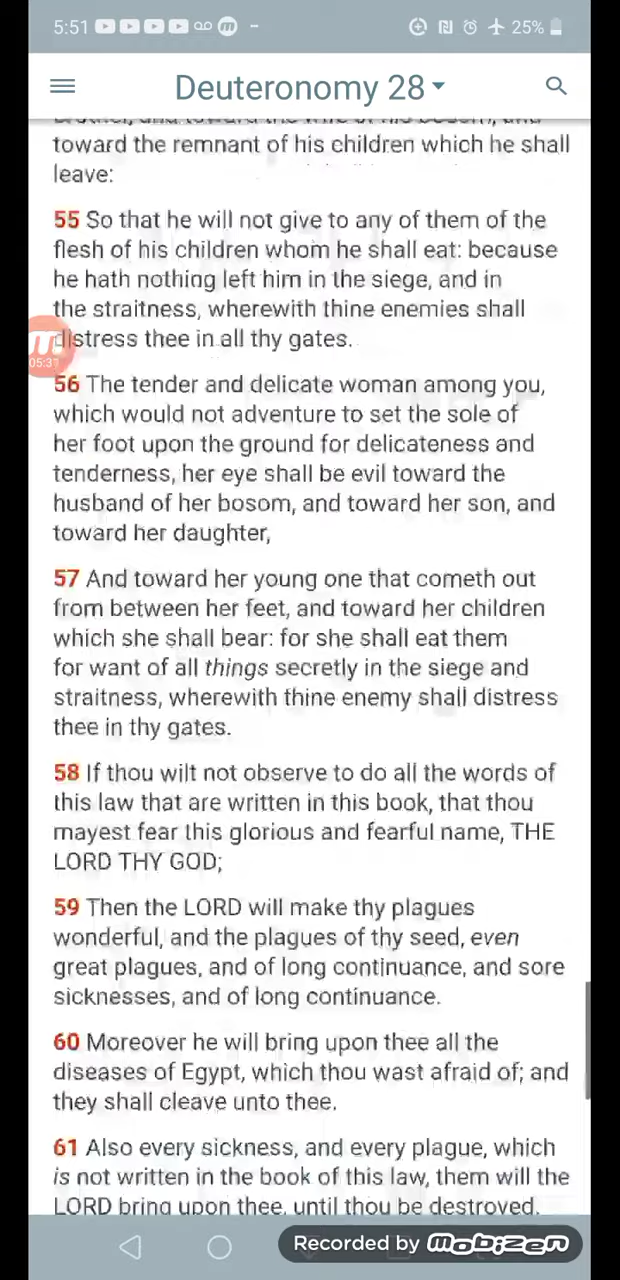 5:51
25%
Deuteronomy 28
toward the remnant of his children which he shall
leave:
55 So that he will not give to any of them of the
flesh of his children whom he shall eat: because
he hath nothing left him in the siege, and in
the straitness, wherewith thine enemies shall
distress thee in all thy gates.
05:3
56 The tender and delicate woman among you,
which would not adventure to set the sole of
her foot upon the ground for delicateness and
tenderness, her eye shall be evil toward the
husband of her bosom, and toward her son, and
toward her daughter,
57 And toward her young one that cometh out
from between her feet, and toward her children
which she shall bear: for she shall eat them
for want of all things secretly in the siege and
straitness, wherewith thine enemy shall distress
thee in thy gates.
58 If thou wilt not observe to do all the words of
this law that are written in this book, that thou
mayest fear this glorious and fearful name, THE
LORD THY GOD;
59 Then the LORD will make thy plagues
wonderful, and the plagues of thy seed, even
great plagues, and of long continuance, and sore
sicknesses, and of long continuance.
60 Moreover he will bring upon thee all the
diseases of Egypt, which thou wast afraid of; and
they shall cleave unto thee.
61 Also every sickness, and every plague, which
is not written in the book of this law, them will the
LORD bring upon thee, until thou be destroyed.
Recorded by mobizen